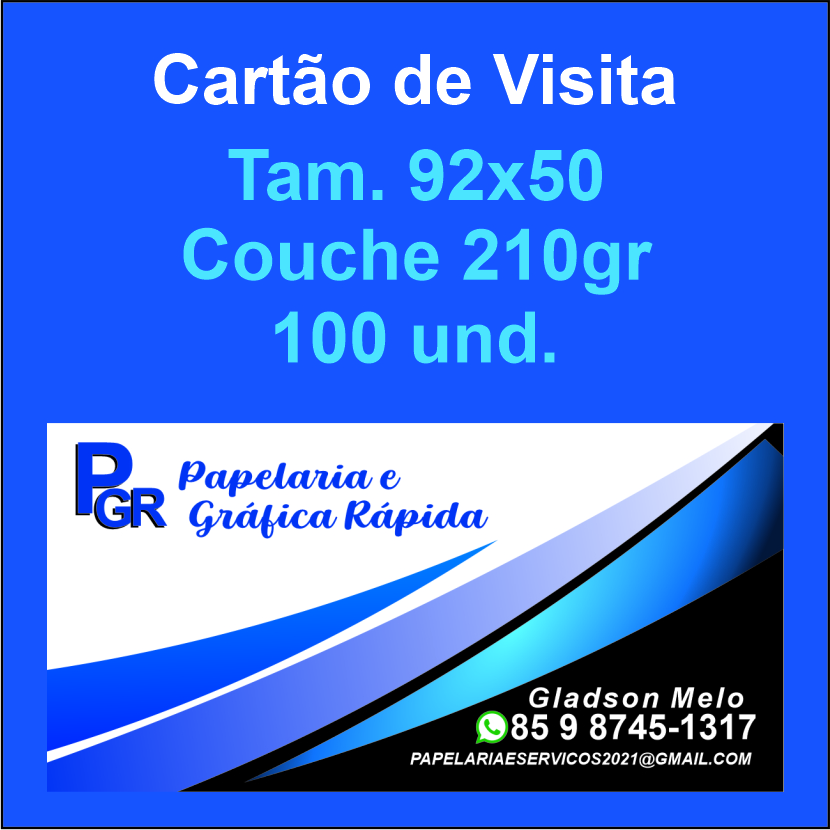 Cartão de Visita
Tam. 92x50
Couche 210gr
100 und.
PGR
Papelaria e
Gráfica Rápida
Gladson Melo
85 9 8745-1317
PAPELARIAESERVICOS2021@GMAIL.COM